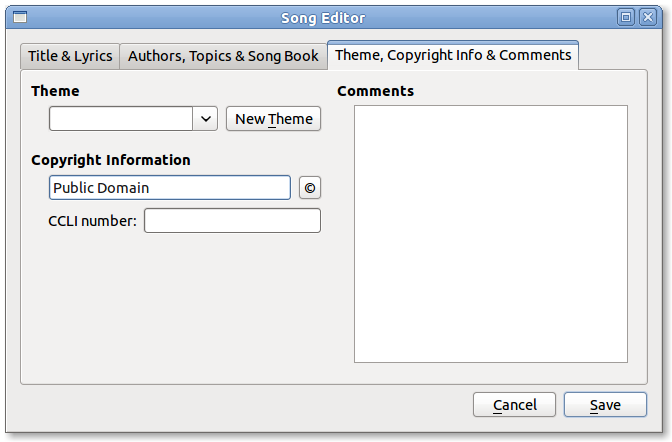 Song Editor
Title & Lyrics
Authors, Topics & Song Book
Theme, Copyright Info & Comments
Theme
New Theme
Copyright Information
Public Domain
©
CCLI number:
Comments
Cancel
Save